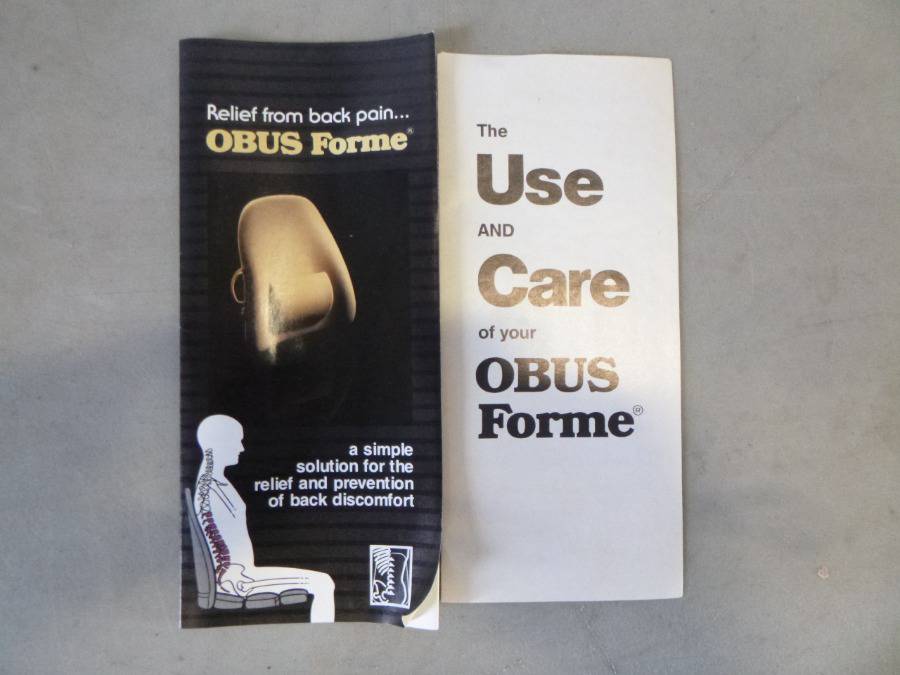 Relief from back pain...
OBUS Forme®
a simple
solution for the
relief and prevention
of back discomfort
The
Use
AND
Care
of your
OBUS
Forme®